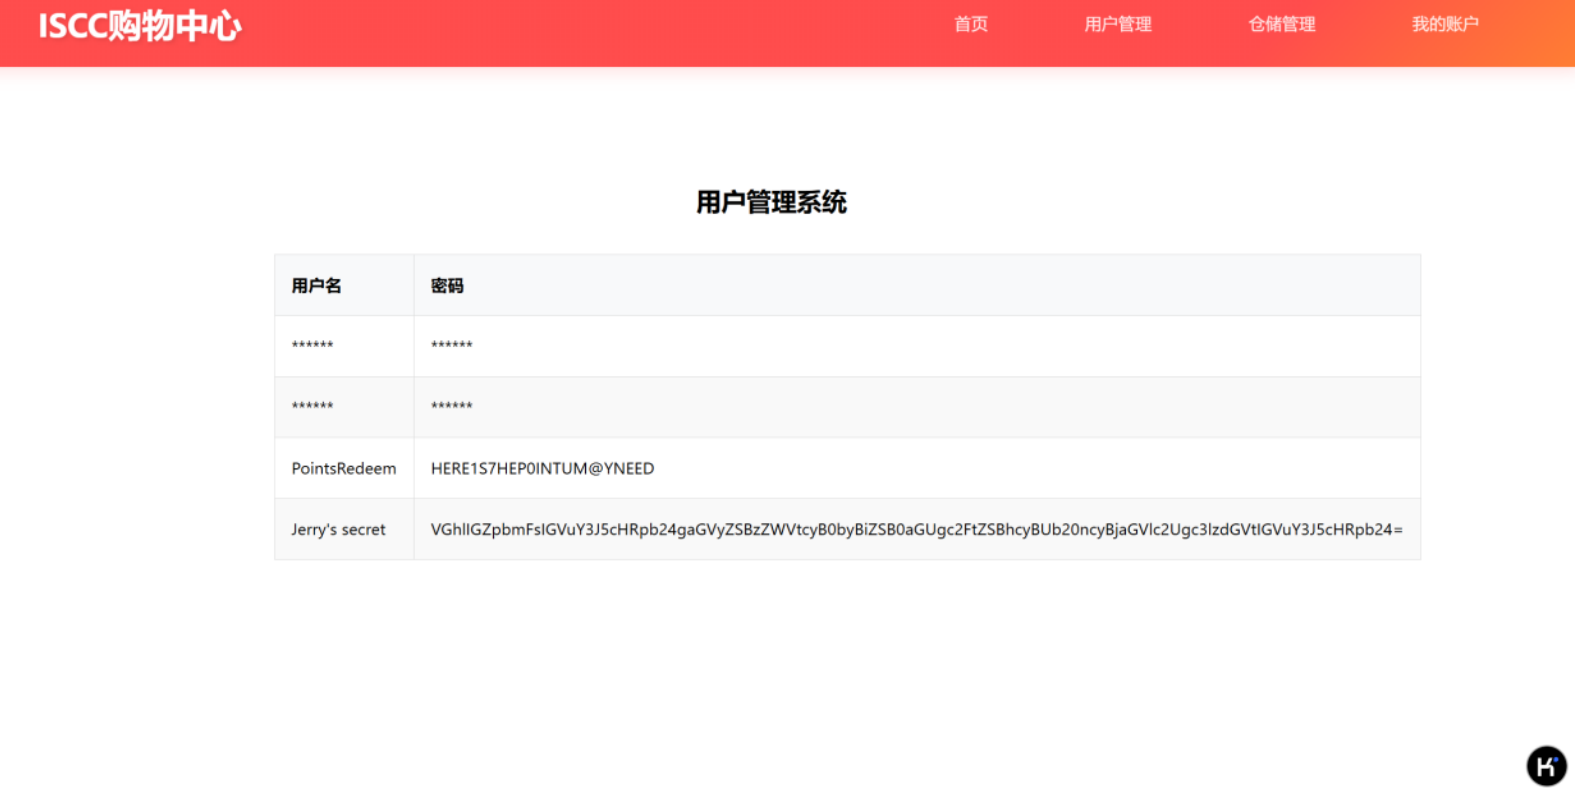 ISCC购物中心 首页 用户管理 仓储管理 我的账户
用户管理系统
用户名 密码
****** ******
****** ******
PointsRedeem HERE1S7HEP0INTUM@YNEED
Jerry's secret VGhlIGZpbmFsIGVuY3J5cHRpb24gaGVyZSBzZWVtcyB0byBiZSB0aGUgc2FtZSBhcyBUb20ncyBjaGVlc2Ugc3lzdGVtIGVuY3J5cHRpb24=